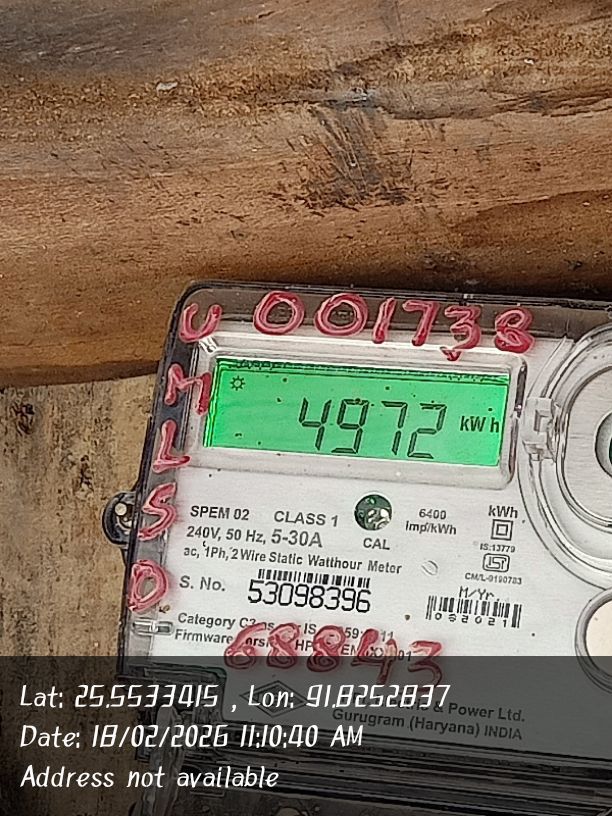 U 001738
M
L
S
D
4972 kWh
SPEM 02 CLASS 1
240V, 50 Hz, 5-30A
ac, 1Ph, 2 Wire Static Watthour Meter
CAL
6400
imp/kWh
kWh
IS:13779
CM/L-0190783
S. No.
53098396
M/Yr.
Category
Firmware
68843
& Power Ltd.
Gurugram (Haryana) INDIA
Lat: 25.5533415 , Lon: 91.8252837
Date: 18/02/2026 11:10:40 AM
Address not available